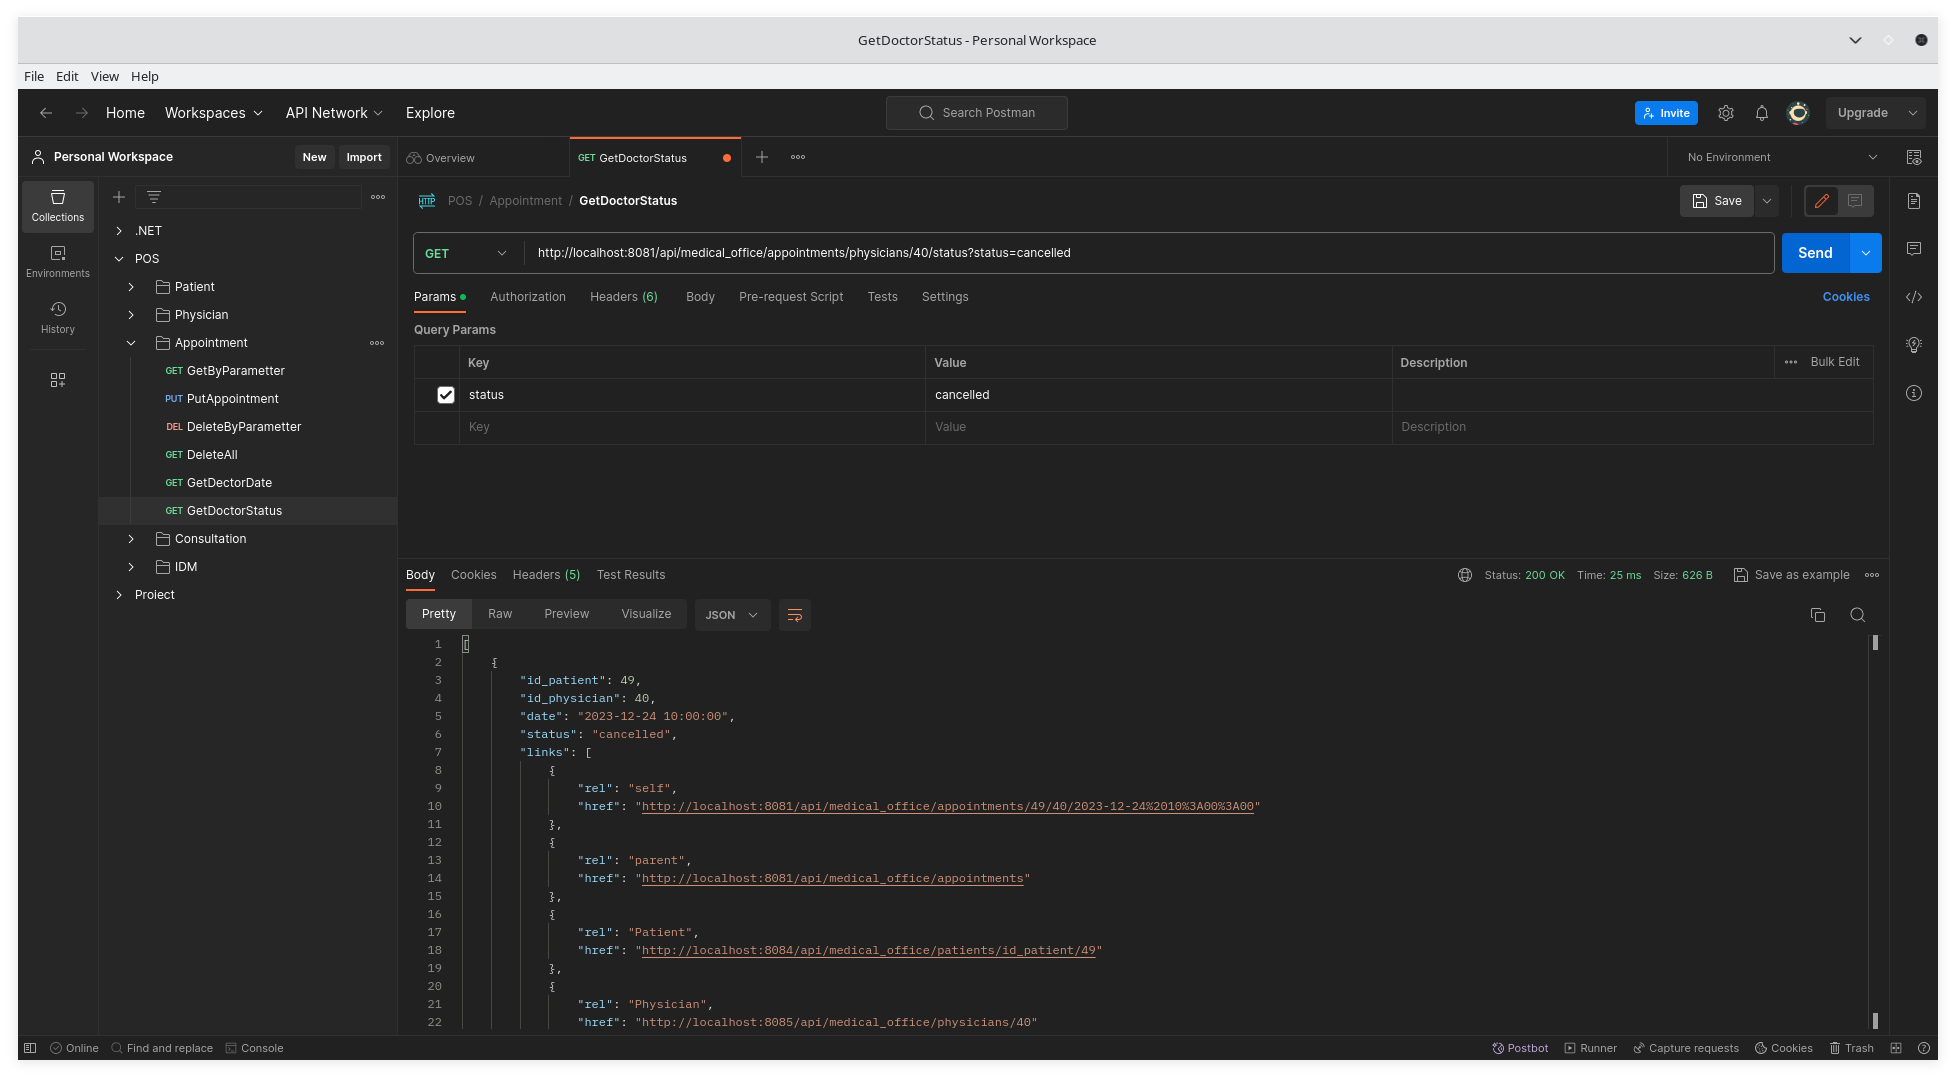 GetDoctorStatus - Personal Workspace
File Edit View Help
Home Workspaces API Network Explore Search Postman Invite Upgrade
Personal Workspace New Import Overview GET GetDoctorStatus No Environment
Collections
Environments
History
.NET
POS
Patient
Physician
Appointment
GET GetByParametter
PUT PutAppointment
DEL DeleteByParametter
GET DeleteAll
GET GetDectorDate
GET GetDoctorStatus
Consultation
IDM
Proiect
HTTP POS / Appointment / GetDoctorStatus Save
GET http://localhost:8081/api/medical_office/appointments/physicians/40/status?status=cancelled Send
Params Authorization Headers (6) Body Pre-request Script Tests Settings Cookies
Query Params
Key Value Description Bulk Edit
status cancelled
Key Value Description
Body Cookies Headers (5) Test Results Status: 200 OK Time: 25 ms Size: 626 B Save as example
Pretty Raw Preview Visualize JSON
1 [
2 {
3 "id_patient": 49,
4 "id_physician": 40,
5 "date": "2023-12-24 10:00:00",
6 "status": "cancelled",
7 "links": [
8 {
9 "rel": "self",
10 "href": "http://localhost:8081/api/medical_office/appointments/49/40/2023-12-24%2010%3A00%3A00"
11 },
12 {
13 "rel": "parent",
14 "href": "http://localhost:8081/api/medical_office/appointments"
15 },
16 {
17 "rel": "Patient",
18 "href": "http://localhost:8084/api/medical_office/patients/id_patient/49"
19 },
20 {
21 "rel": "Physician",
22 "href": "http://localhost:8085/api/medical_office/physicians/40"
Online Find and replace Console Postbot Runner Capture requests Cookies Trash